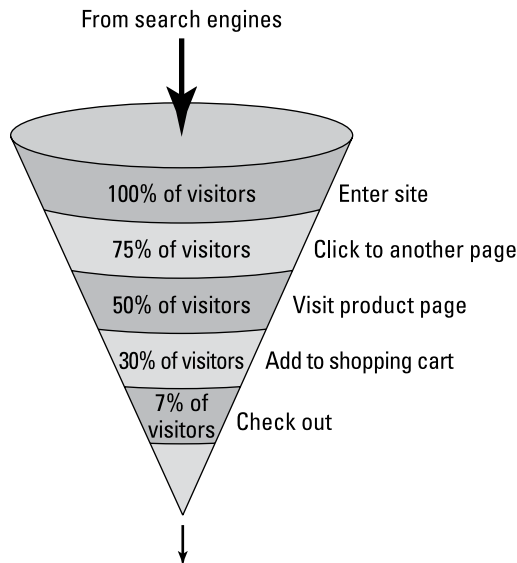 From search engines
100% of visitors
Enter site
75% of visitors
Click to another page
50% of visitors
Visit product page
30% of visitors
Add to shopping cart
7% of
visitors
Check out